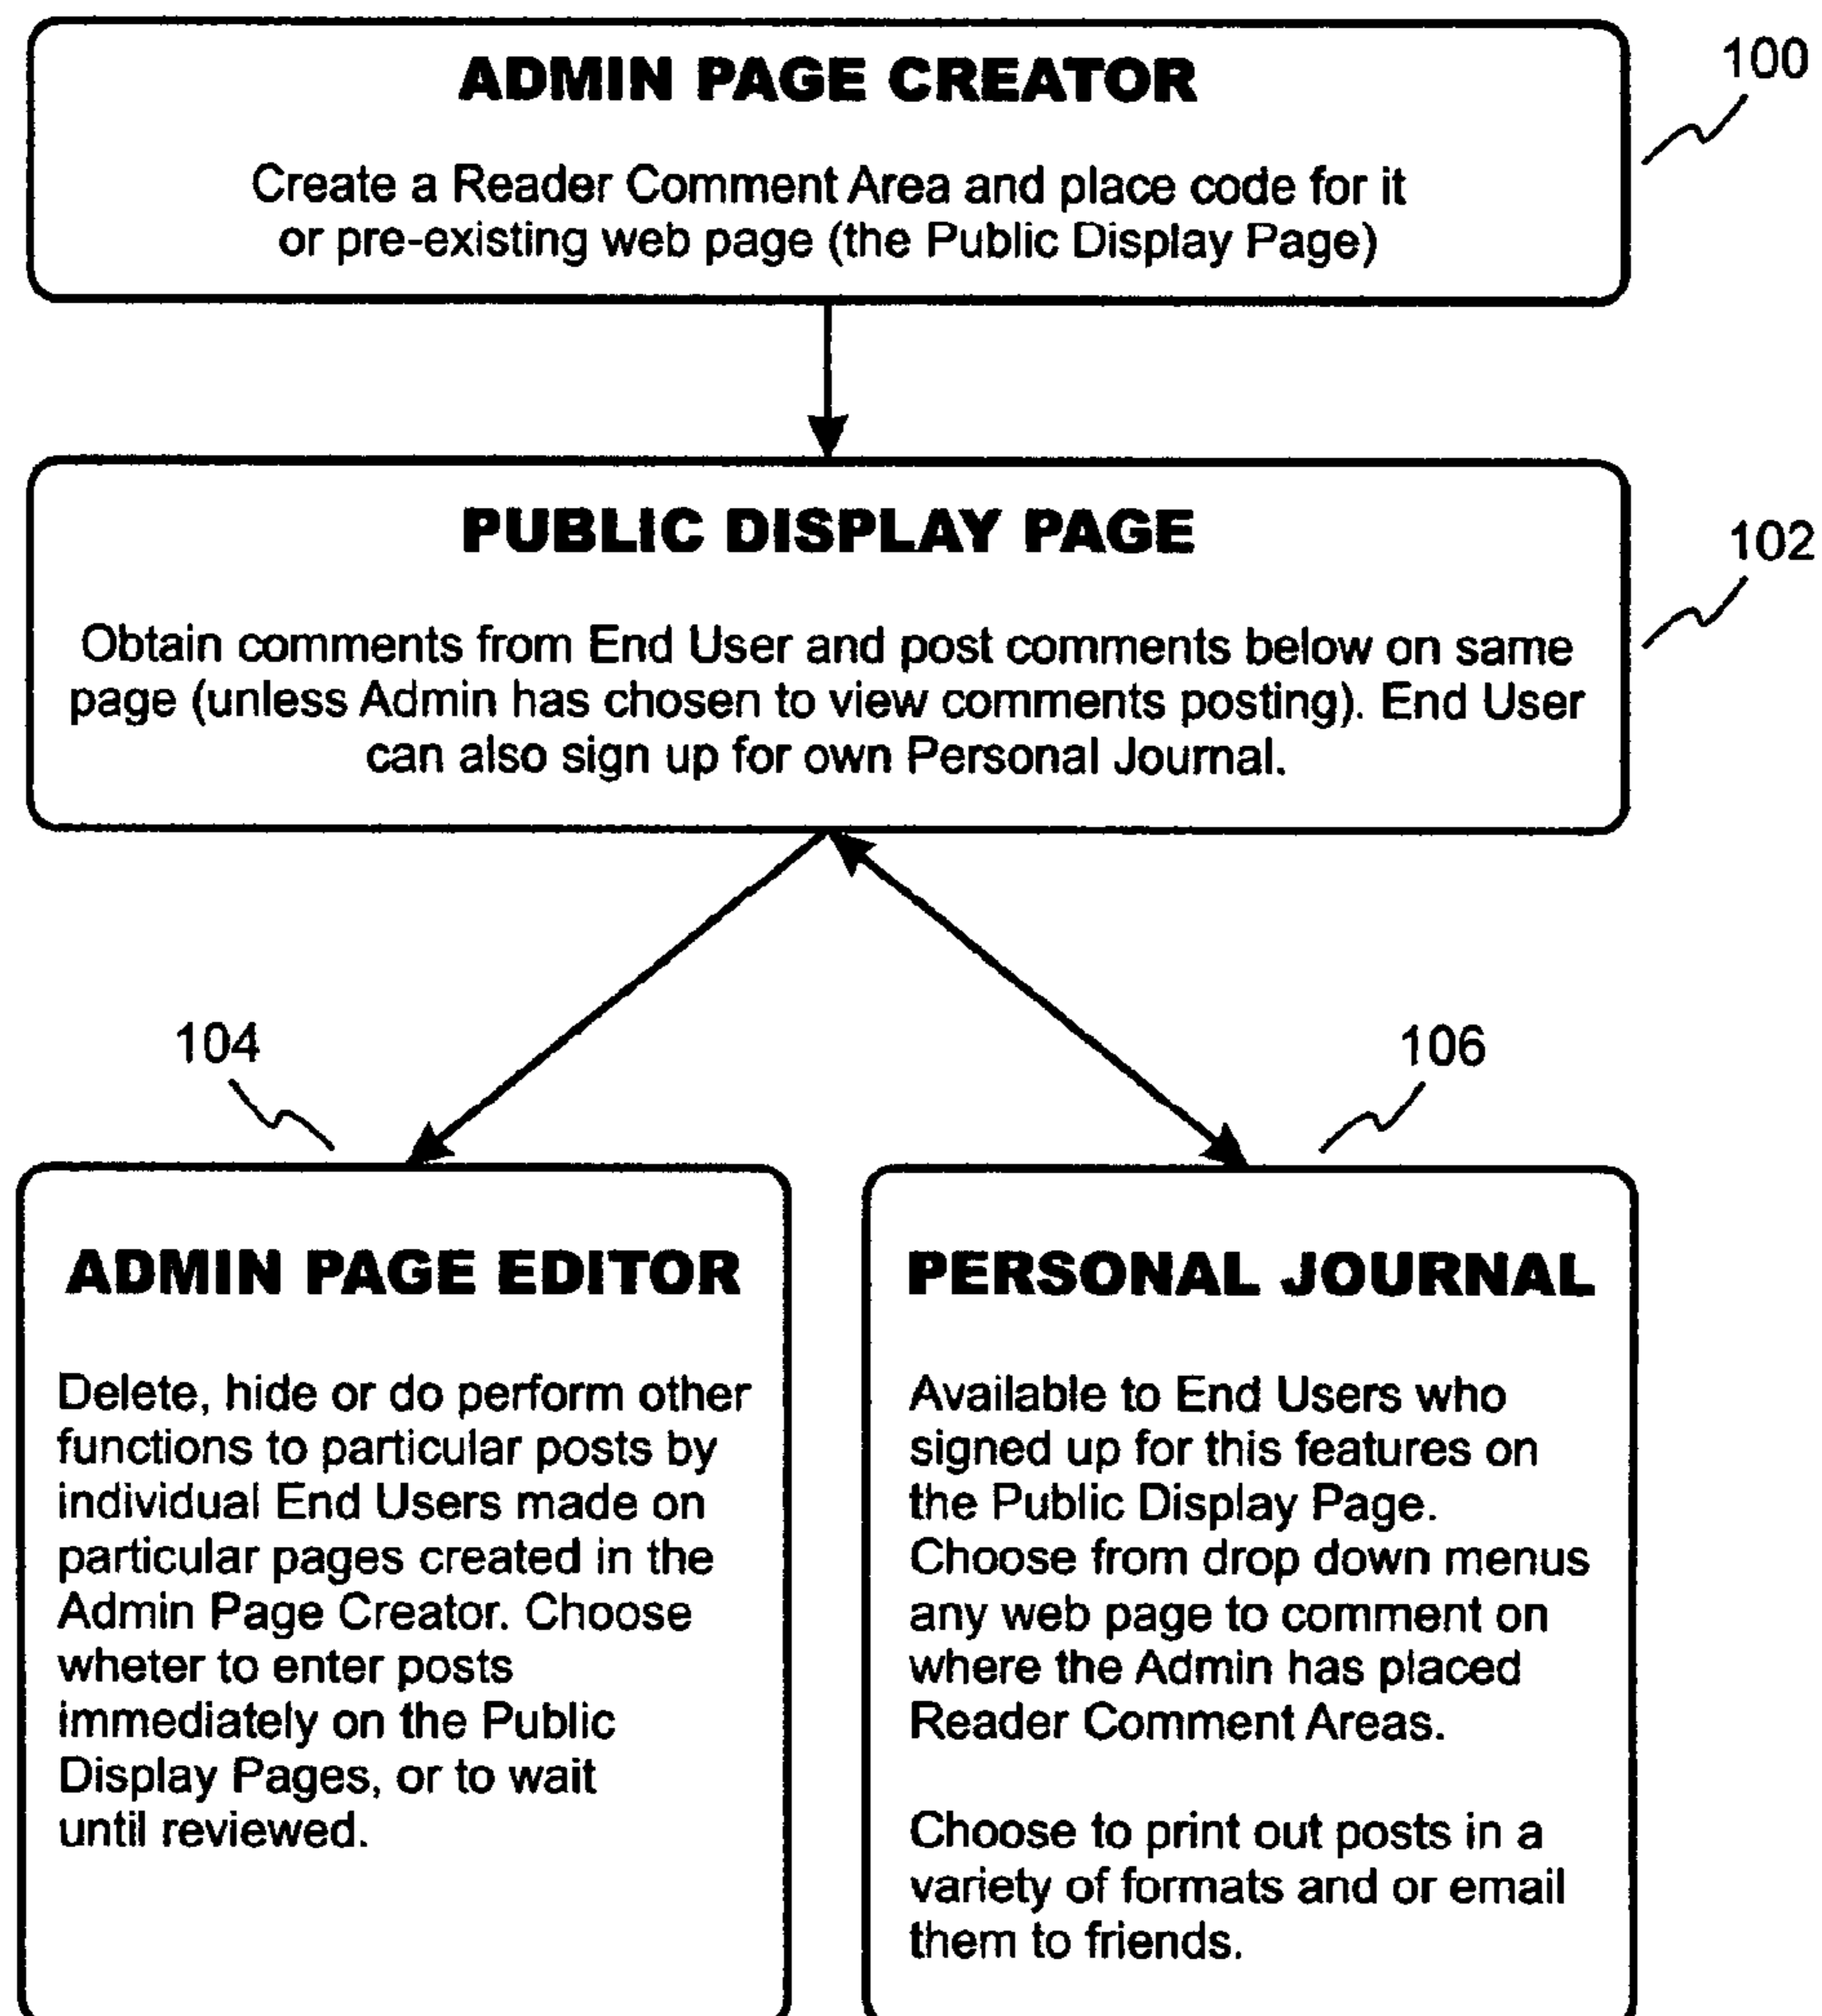 ADMIN PAGE CREATOR
100
Create a Reader Comment Area and place code for it
or pre-existing web page (the Public Display Page)
PUBLIC DISPLAY PAGE
102
Obtain comments from End User and post comments below on same
page (unless Admin has chosen to view comments posting). End User
can also sign up for own Personal Journal.
104
106
ADMIN PAGE EDITOR
Delete, hide or do perform other
functions to particular posts by
individual End Users made on
particular pages created in the
Admin Page Creator. Choose
wheter to enter posts
immediately on the Public
Display Pages, or to wait
until reviewed.
PERSONAL JOURNAL
Available to End Users who
signed up for this features on
the Public Display Page.
Choose from drop down menus
any web page to comment on
where the Admin has placed
Reader Comment Areas.
Choose to print out posts in a
variety of formats and or email
them to friends.